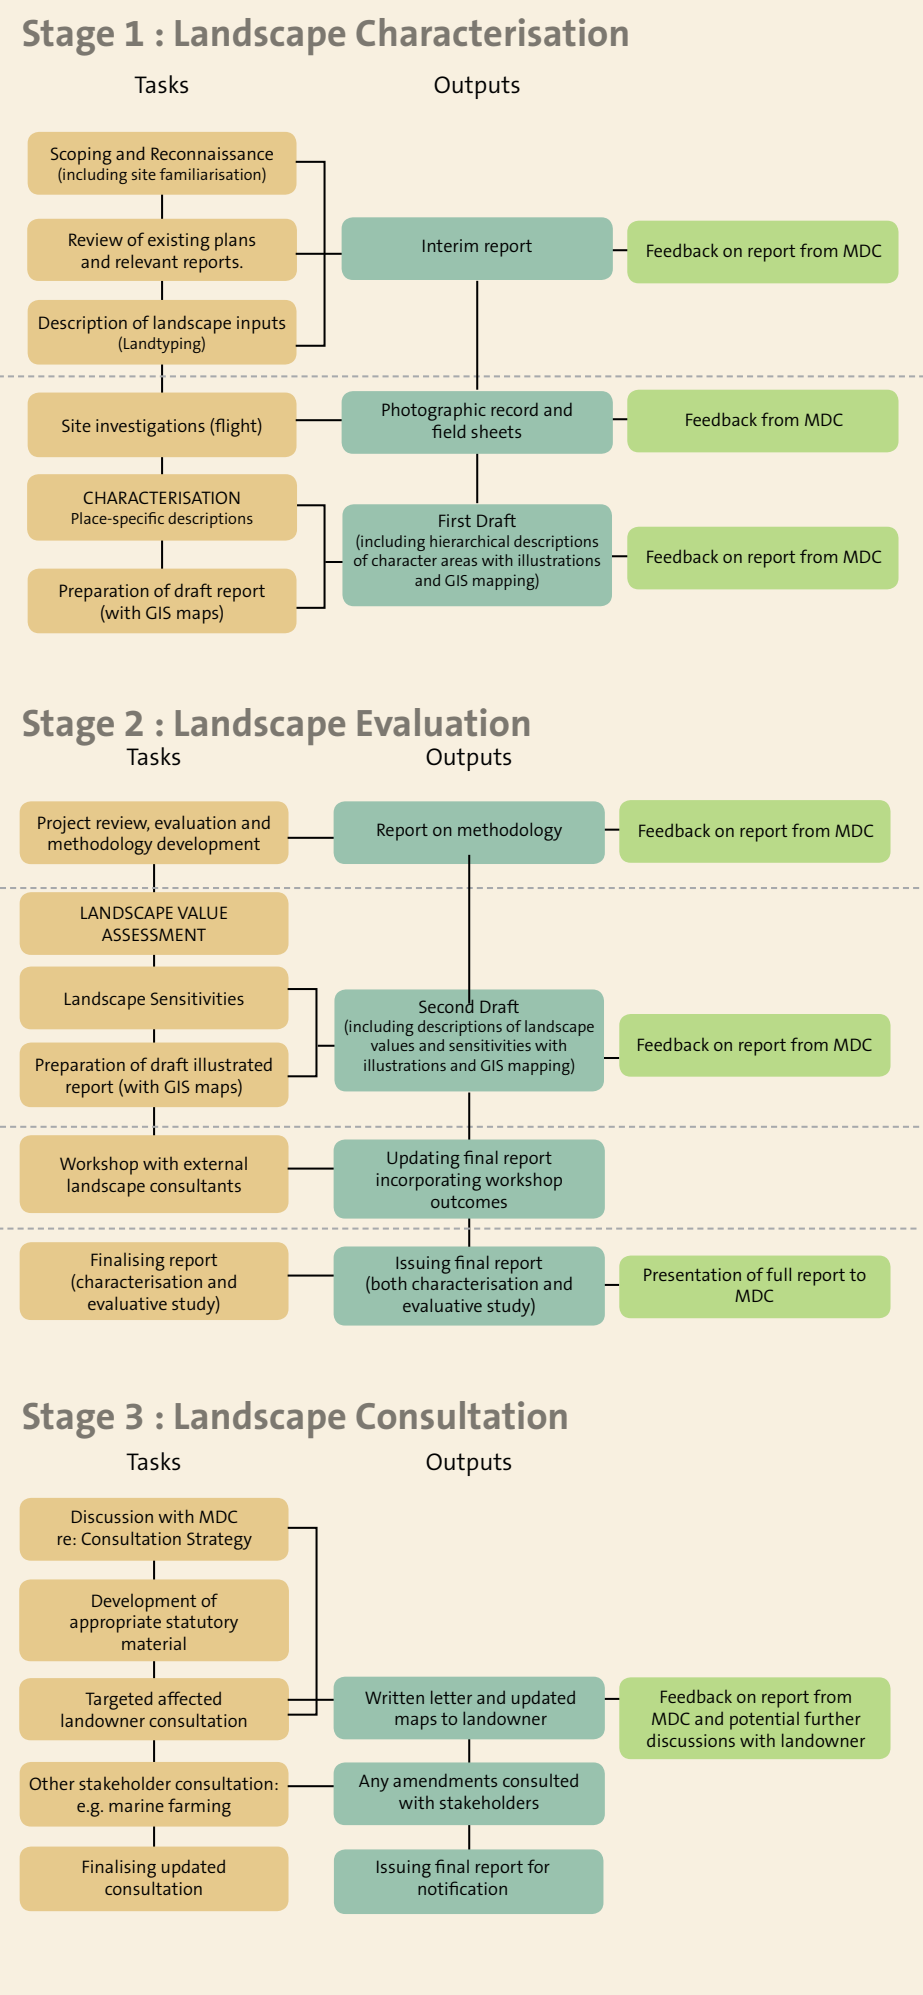 Stage 1 : Landscape Characterisation
Tasks
Outputs
Scoping and Reconnaissance
(including site familiarisation)
Review of existing plans
and relevant reports.
Interim report
Feedback on report from MDC
Description of landscape inputs
(Landtyping)
Site investigations (flight)
Photographic record and
field sheets
Feedback from MDC
CHARACTERISATION
Place-specific descriptions
First Draft
(including hierarchical descriptions
of character areas with illustrations
and GIS mapping)
Feedback on report from MDC
Preparation of draft report
(with GIS maps)
Stage 2 : Landscape Evaluation
Tasks
Outputs
Project review, evaluation and
methodology development
Report on methodology
Feedback on report from MDC
LANDSCAPE VALUE
ASSESSMENT
Landscape Sensitivities
Second Draft
(including descriptions of landscape
values and sensitivities with
illustrations and GIS mapping)
Feedback on report from MDC
Preparation of draft illustrated
report (with GIS maps)
Workshop with external
landscape consultants
Updating final report
incorporating workshop
outcomes
Finalising report
(characterisation and
evaluative study)
Issuing final report
(both characterisation and
evaluative study)
Presentation of full report to
MDC
Stage 3 : Landscape Consultation
Tasks
Outputs
Discussion with MDC
re: Consultation Strategy
Development of
appropriate statutory
material
Targeted affected
landowner consultation
Written letter and updated
maps to landowner
Feedback on report from
MDC and potential further
discussions with landowner
Other stakeholder consultation:
e.g. marine farming
Any amendments consulted
with stakeholders
Finalising updated
consultation
Issuing final report for
notification